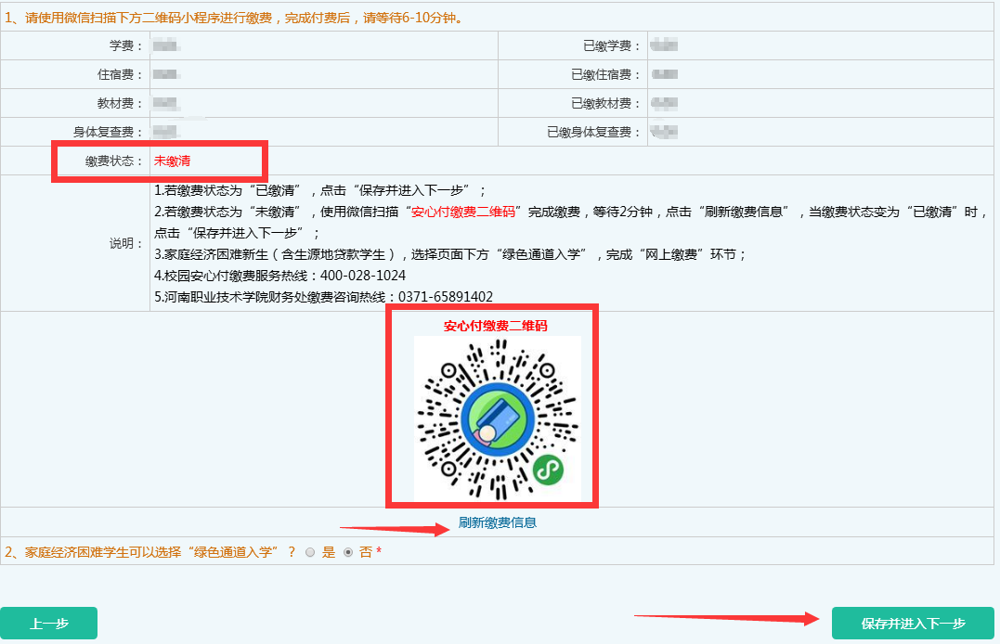 1、请使用微信扫描下方二维码小程序进行缴费，完成付费后，请等待6-10分钟。
学费： 已缴学费：
住宿费： 已缴住宿费：
教材费： 已缴教材费：
身体复查费： 已缴身体复查费：
缴费状态： 未缴清
1.若缴费状态为“已缴清”，点击“保存并进入下一步”；
2.若缴费状态为“未缴清”，使用微信扫描“安心付缴费二维码”完成缴费，等待2分钟，点击“刷新缴费信息”，当缴费状态变为“已缴清”时，
点击“保存并进入下一步”；
说明：
3.家庭经济困难新生（含生源地贷款学生），选择页面下方“绿色通道入学”，完成“网上缴费”环节；
4.校园安心付缴费服务热线：400-028-1024
5.河南职业技术学院财务处缴费咨询热线：0371-65891402
安心付缴费二维码
刷新缴费信息
2、家庭经济困难学生可以选择“绿色通道入学”？ 是 否 *
上一步 保存并进入下一步